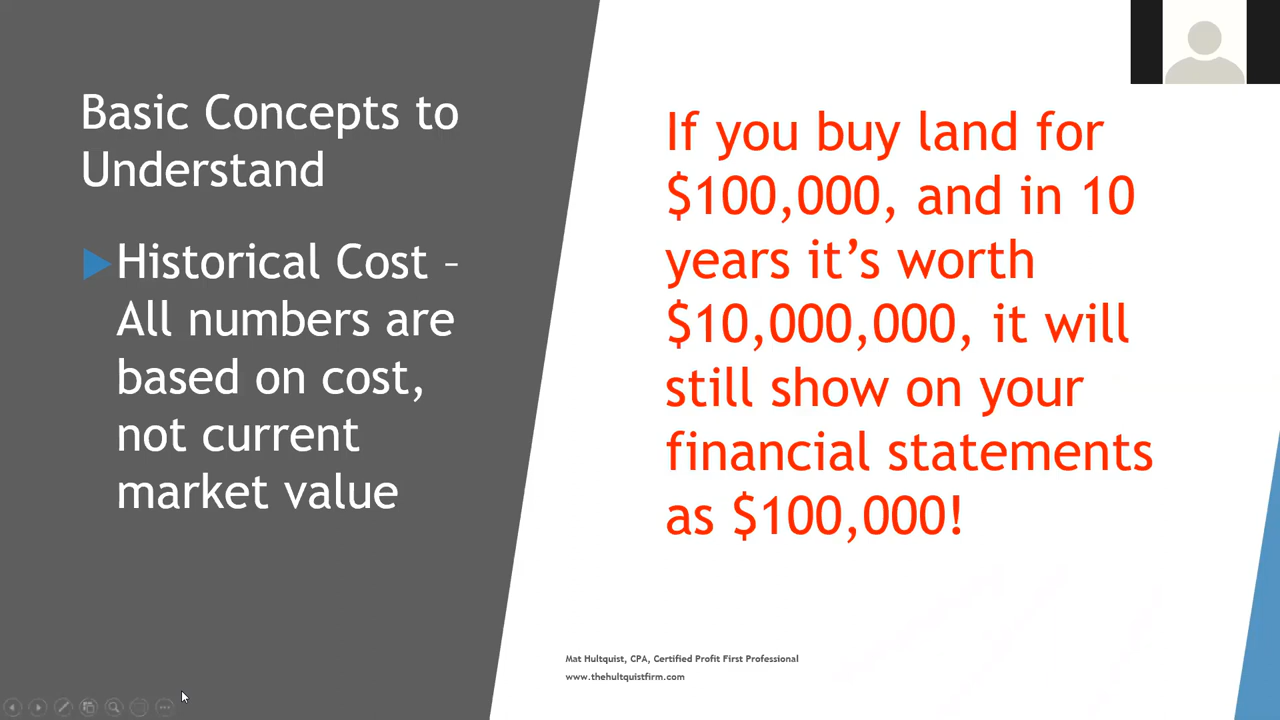 Basic Concepts to
Understand
Historical Cost –
All numbers are
based on cost,
not current
market value
If you buy land for
$100,000, and in 10
years it’s worth
$10,000,000, it will
still show on your
financial statements
as $100,000!
Mat Hultquist, CPA, Certified Profit First Professional
www.thehultquistfirm.com